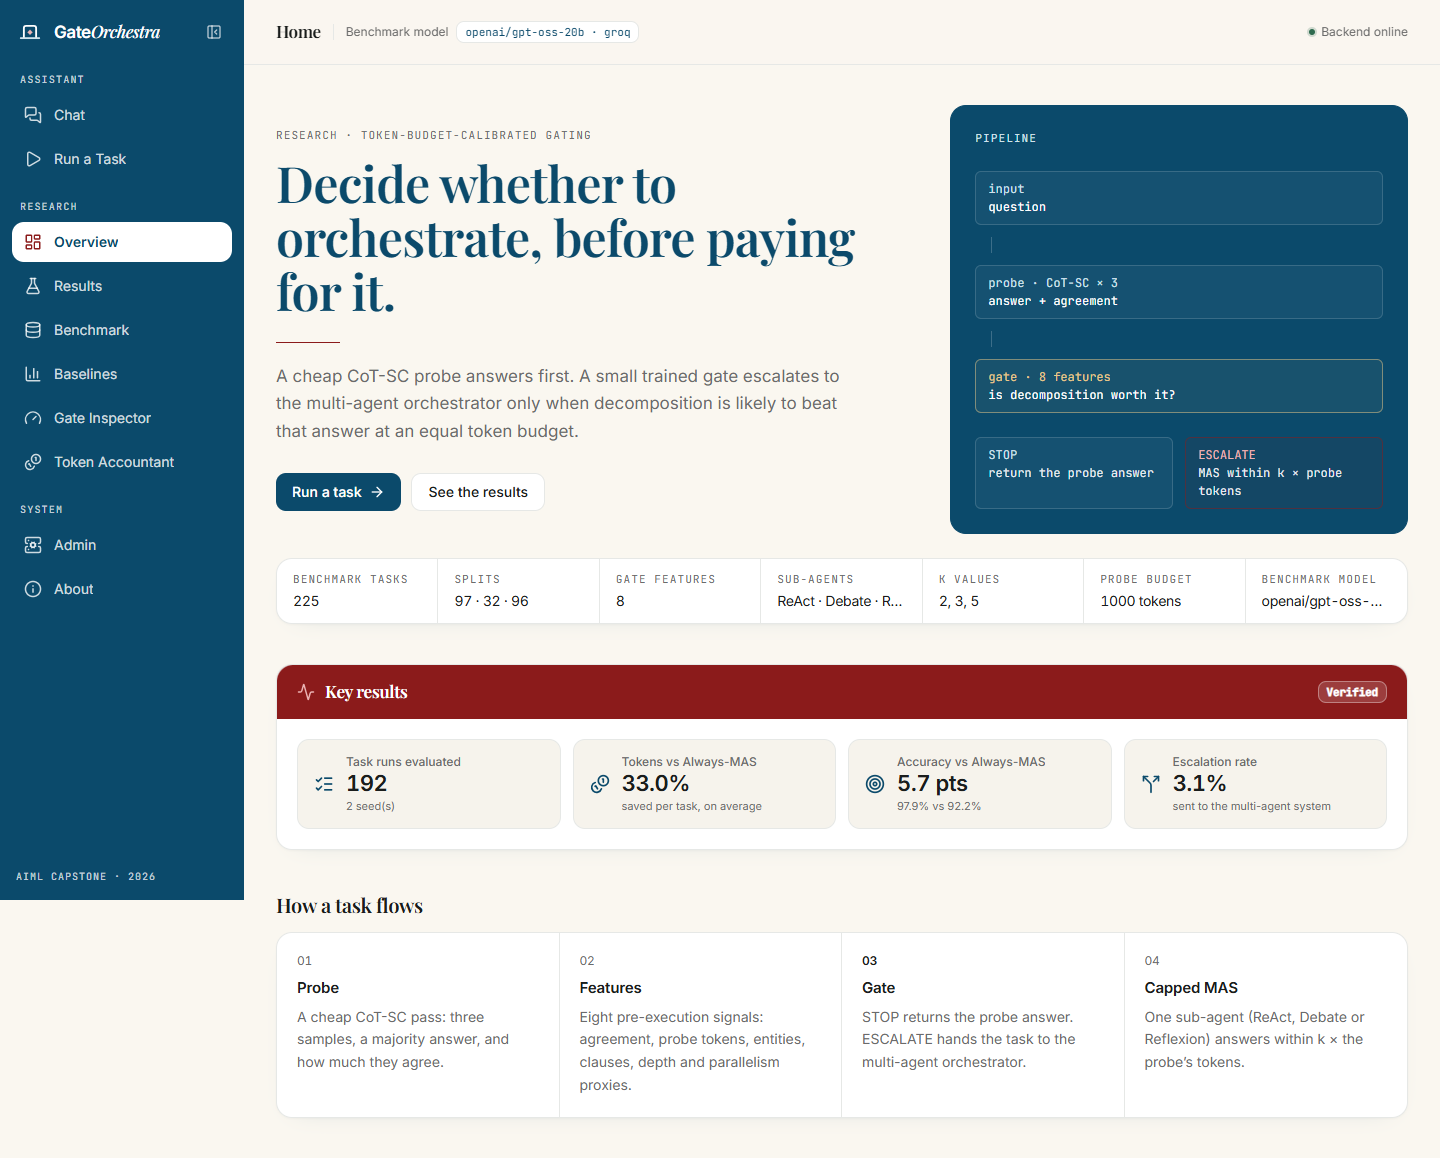 GateOrchestra
ASSISTANT
Chat
Run a Task
RESEARCH
Overview
Results
Benchmark
Baselines
Gate Inspector
Token Accountant
SYSTEM
Admin
About
AIML CAPSTONE · 2026
Home
Benchmark model
openai/gpt-oss-20b · groq
Backend online
RESEARCH · TOKEN-BUDGET-CALIBRATED GATING
Decide whether to
orchestrate, before paying
for it.
A cheap CoT-SC probe answers first. A small trained gate escalates to
the multi-agent orchestrator only when decomposition is likely to beat
that answer at an equal token budget.
Run a task
See the results
PIPELINE
input
question
probe · CoT-SC × 3
answer + agreement
gate · 8 features
is decomposition worth it?
STOP
return the probe answer
ESCALATE
MAS within k × probe
tokens
BENCHMARK TASKS
225
SPLITS
97 · 32 · 96
GATE FEATURES
8
SUB-AGENTS
ReAct · Debate · R...
K VALUES
2, 3, 5
PROBE BUDGET
1000 tokens
BENCHMARK MODEL
openai/gpt-oss-...
Key results
Verified
Task runs evaluated
192
2 seed(s)
Tokens vs Always-MAS
33.0%
saved per task, on average
Accuracy vs Always-MAS
5.7 pts
97.9% vs 92.2%
Escalation rate
3.1%
sent to the multi-agent system
How a task flows
01
Probe
A cheap CoT-SC pass: three
samples, a majority answer, and
how much they agree.
02
Features
Eight pre-execution signals:
agreement, probe tokens, entities,
clauses, depth and parallelism
proxies.
03
Gate
STOP returns the probe answer.
ESCALATE hands the task to the
multi-agent orchestrator.
04
Capped MAS
One sub-agent (ReAct, Debate or
Reflexion) answers within k × the
probe’s tokens.